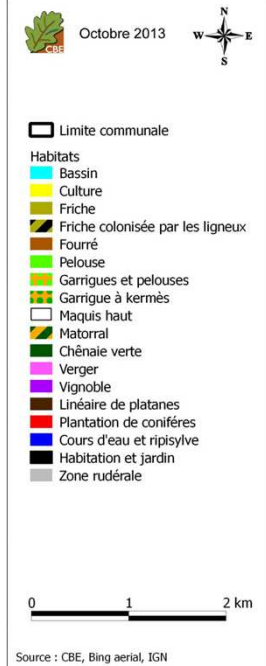 CBE
Octobre 2013
N
W E
S
Limite communale
Habitats
Bassin
Culture
Friche
Friche colonisée par les ligneux
Fourré
Pelouse
Garrigues et pelouses
Garrigue à kermès
Maquis haut
Matorral
Chênaie verte
Verger
Vignoble
Linéaire de platanes
Plantation de coniféres
Cours d'eau et ripisylve
Habitation et jardin
Zone rudérale
0 1 2 km
Source : CBE, Bing aerial, IGN